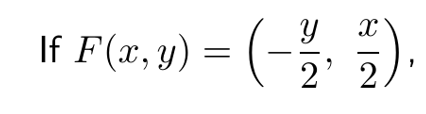 If F(x, y) = (−y/2, x/2),